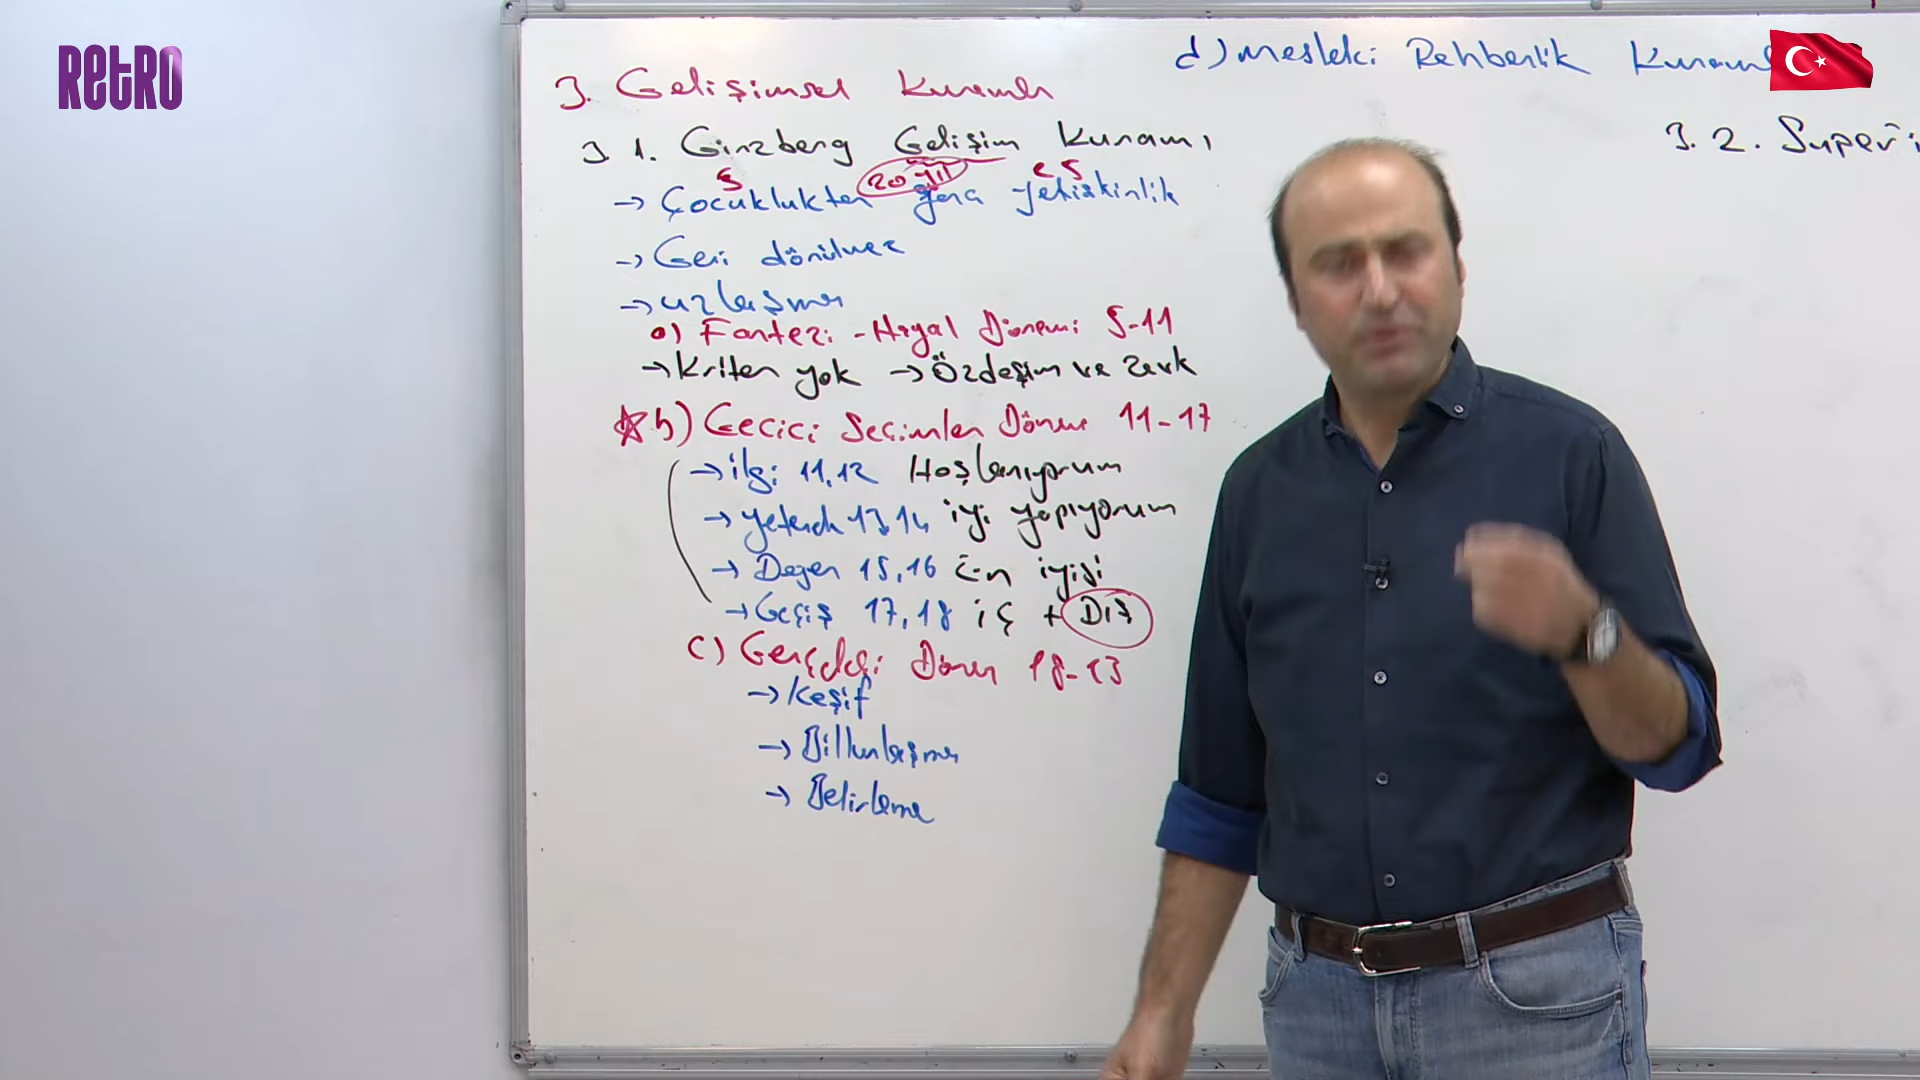 RETRO
d) Mesleki Rehberlik Kuraml
3. Gelişimsel Kuramlar
3.1. Ginzberg Gelişim Kuramı
5 20 yıl 25
→ Çocukluktan genç yetişkinlik
→ Geri dönülmez
→ uzlaşma
a) Fantezi - Hayal Dönemi 5-11
→ Kriter yok → Özdeşim ve zevk
b) Geçici Seçimler Dönemi 11-17
→ ilgi 11,12 Hoşlanıyorum
→ yetenek 13,14 iyi yapıyorum
→ Değer 15,16 En iyisi
→ Geçiş 17,18 iç + Dış
c) Gerçekçi Dönem 18-23
→ Keşif
→ Billurlaşma
→ Belirleme
3.2. Super'i